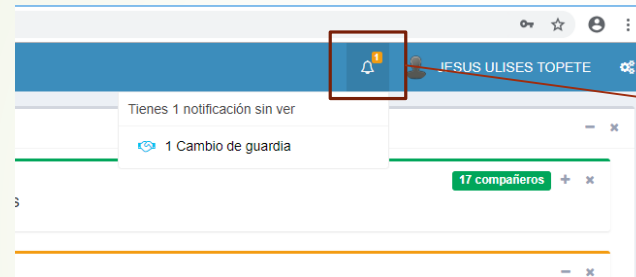 1
JESUS ULISES TOPETE
Tienes 1 notificación sin ver
1 Cambio de guardia
17 compañeros
s